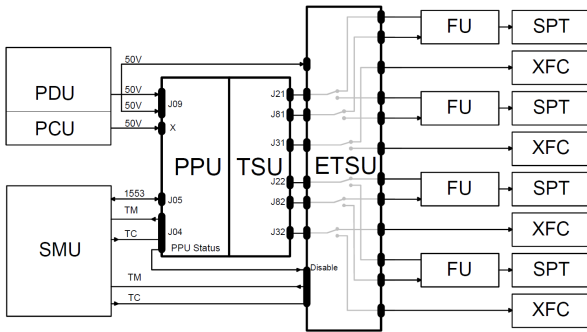 50V
PDU
50V
50V
J09
PCU
50V
X
PPU
TSU
J21
J81
J31
J22
J82
J32
ETSU
FU
SPT
XFC
FU
SPT
XFC
FU
SPT
XFC
FU
SPT
XFC
SMU
1553
J05
TM
J04
TC
PPU Status
Disable
TM
TC